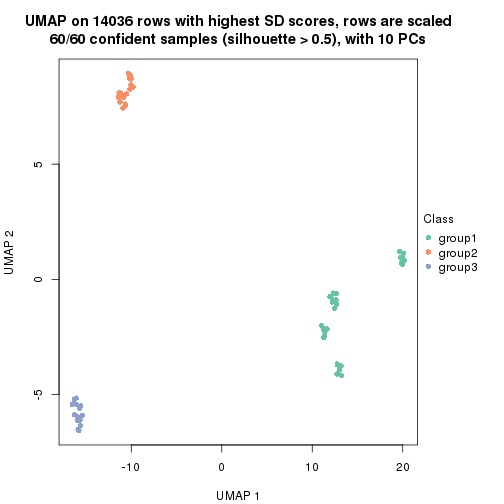 UMAP on 14036 rows with highest SD scores, rows are scaled
60/60 confident samples (silhouette > 0.5), with 10 PCs
5
0
-5
UMAP 2
-10
0
10
20
UMAP 1
Class
group1
group2
group3